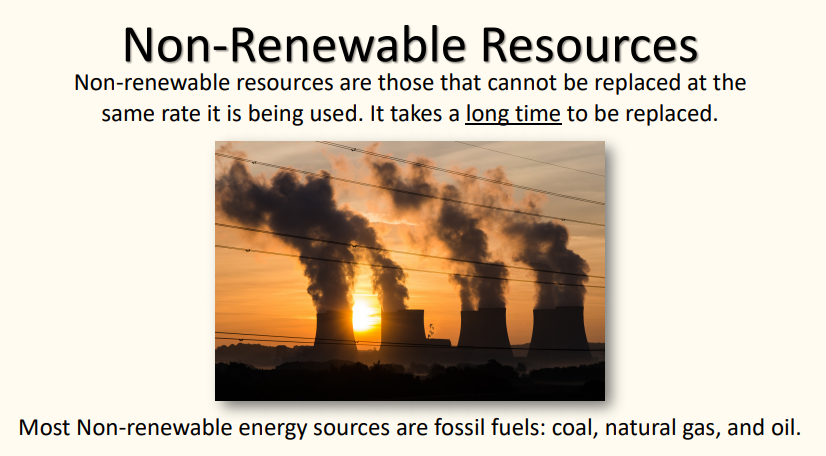 Non-Renewable Resources
Non-renewable resources are those that cannot be replaced at the
same rate it is being used. It takes a long time to be replaced.
Most Non-renewable energy sources are fossil fuels: coal, natural gas, and oil.